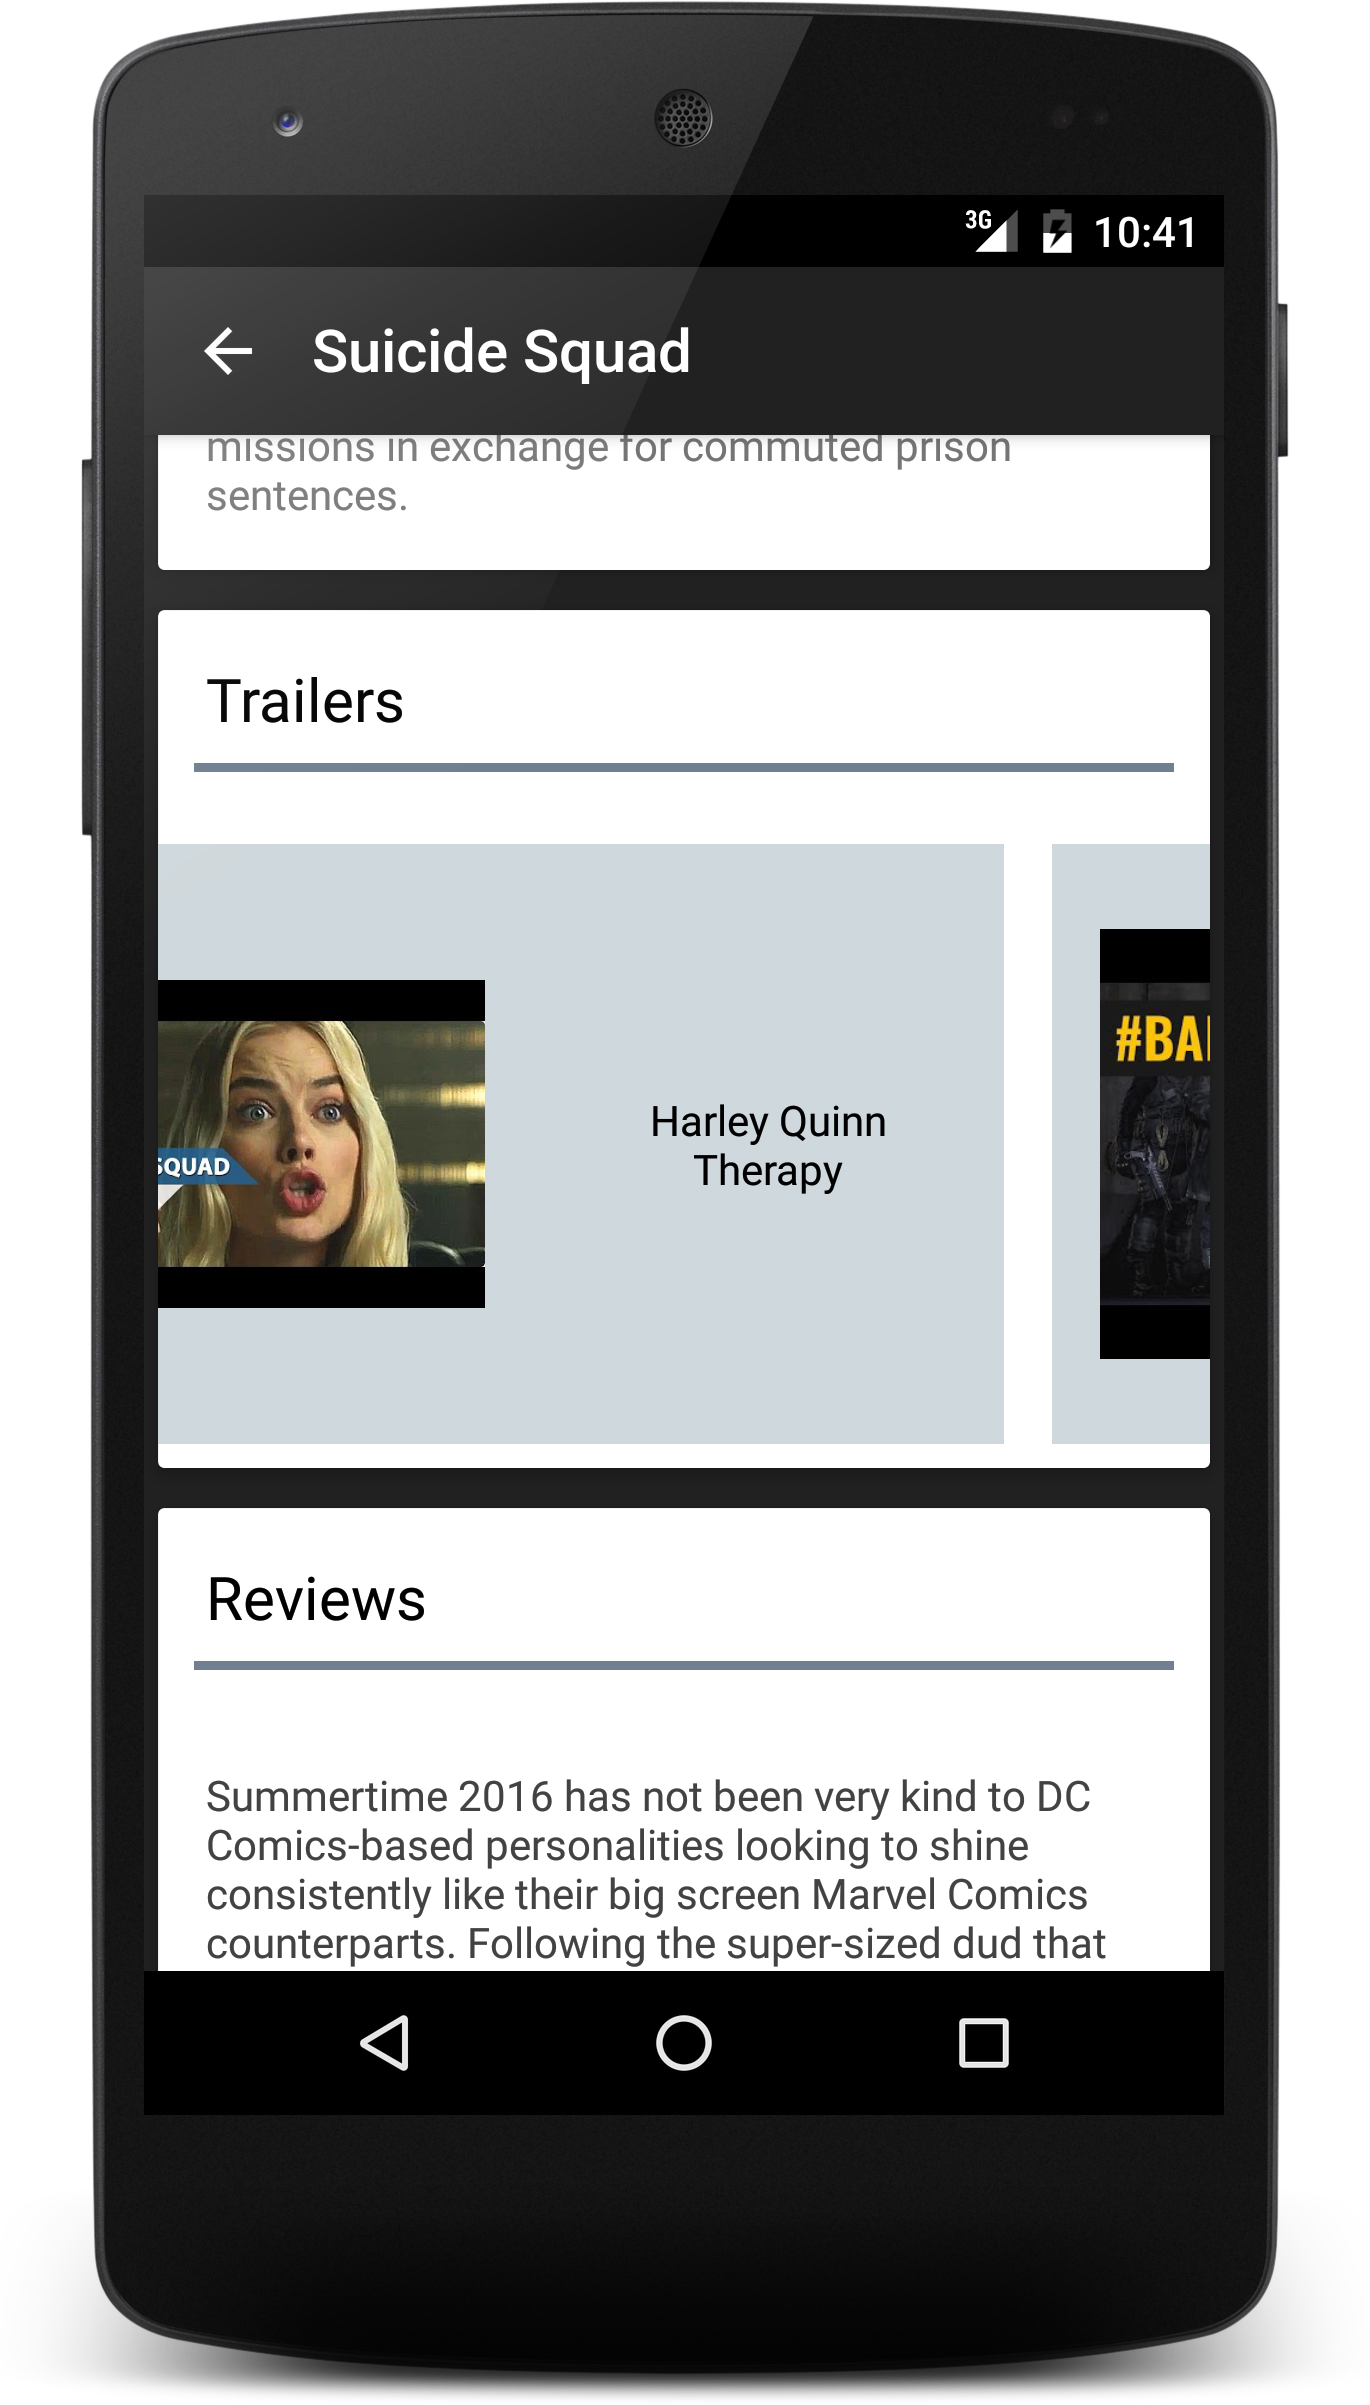 3G 10:41
Suicide Squad
missions in exchange for commuted prison
sentences.
Trailers
#BA
SQUAD
Harley Quinn
Therapy
Reviews
Summertime 2016 has not been very kind to DC
Comics-based personalities looking to shine
consistently like their big screen Marvel Comics
counterparts. Following the super-sized dud that